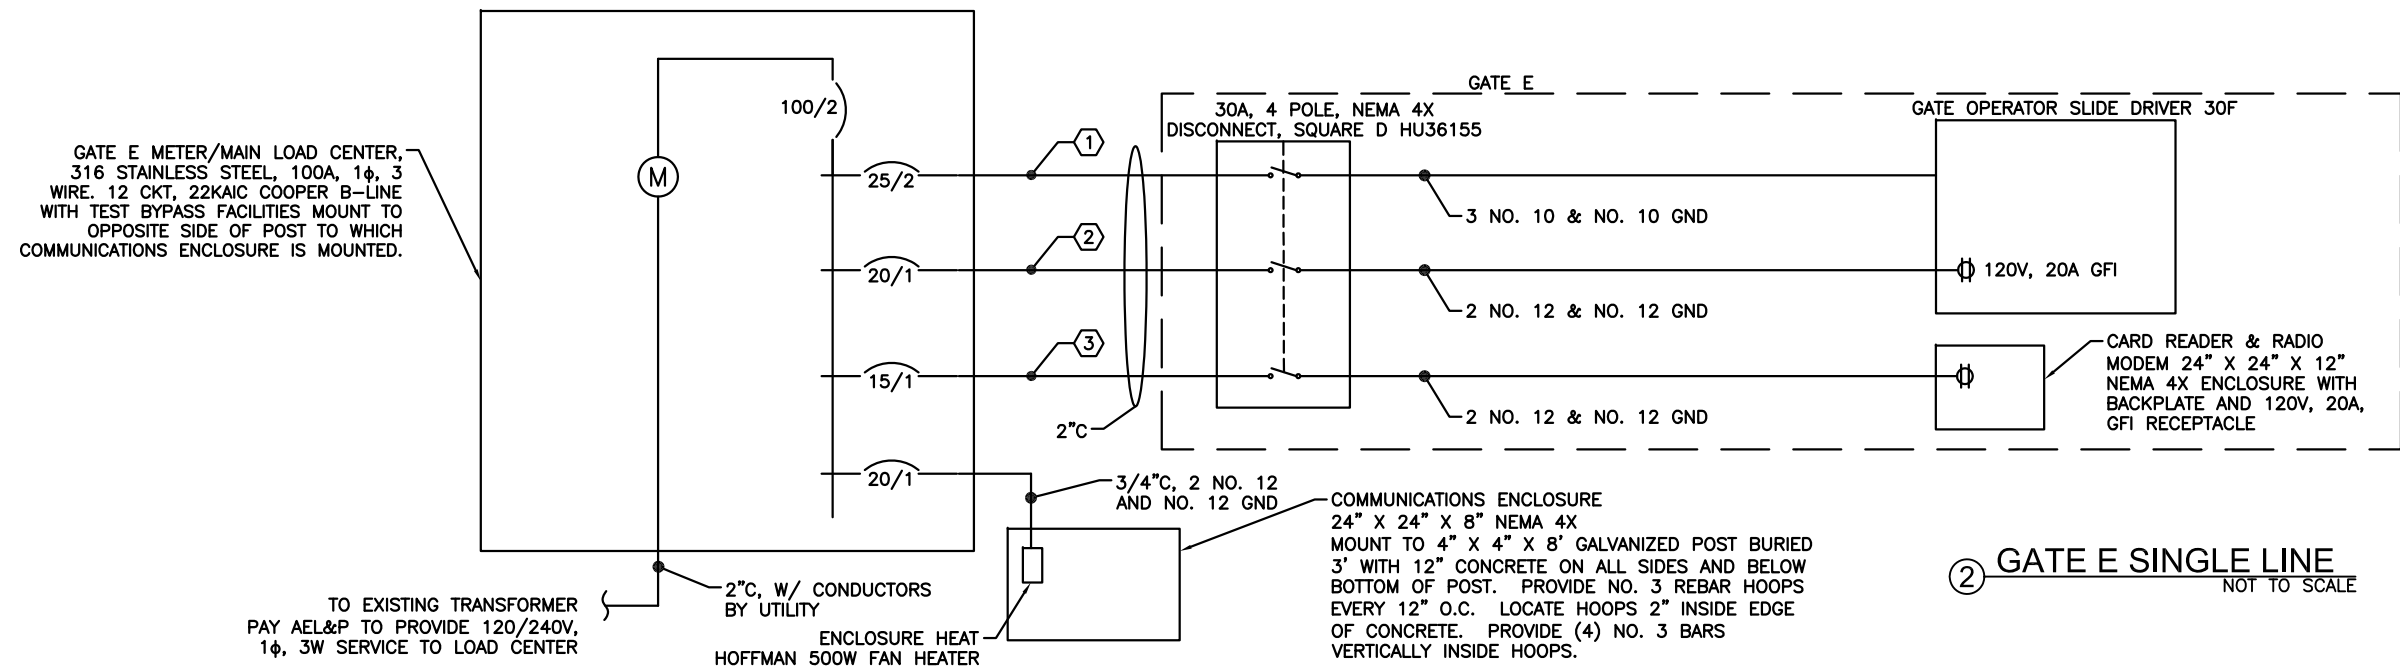 GATE E METER/MAIN LOAD CENTER,
316 STAINLESS STEEL, 100A, 1ϕ, 3
WIRE. 12 CKT, 22KAIC COOPER B-LINE
WITH TEST BYPASS FACILITIES MOUNT TO
OPPOSITE SIDE OF POST TO WHICH
COMMUNICATIONS ENCLOSURE IS MOUNTED.
M
100/2
25/2
20/1
15/1
20/1
1
2
3
2"C
GATE E
30A, 4 POLE, NEMA 4X
DISCONNECT, SQUARE D HU36155
3 NO. 10 & NO. 10 GND
2 NO. 12 & NO. 12 GND
2 NO. 12 & NO. 12 GND
GATE OPERATOR SLIDE DRIVER 30F
120V, 20A GFI
CARD READER & RADIO
MODEM 24" X 24" X 12"
NEMA 4X ENCLOSURE WITH
BACKPLATE AND 120V, 20A,
GFI RECEPTACLE
3/4"C, 2 NO. 12
AND NO. 12 GND
COMMUNICATIONS ENCLOSURE
24" X 24" X 8" NEMA 4X
MOUNT TO 4" X 4" X 8' GALVANIZED POST BURIED
3' WITH 12" CONCRETE ON ALL SIDES AND BELOW
BOTTOM OF POST. PROVIDE NO. 3 REBAR HOOPS
EVERY 12" O.C. LOCATE HOOPS 2" INSIDE EDGE
OF CONCRETE. PROVIDE (4) NO. 3 BARS
VERTICALLY INSIDE HOOPS.
2"C, W/ CONDUCTORS
BY UTILITY
TO EXISTING TRANSFORMER
PAY AEL&P TO PROVIDE 120/240V,
1ϕ, 3W SERVICE TO LOAD CENTER
ENCLOSURE HEAT
HOFFMAN 500W FAN HEATER
2 GATE E SINGLE LINE
NOT TO SCALE